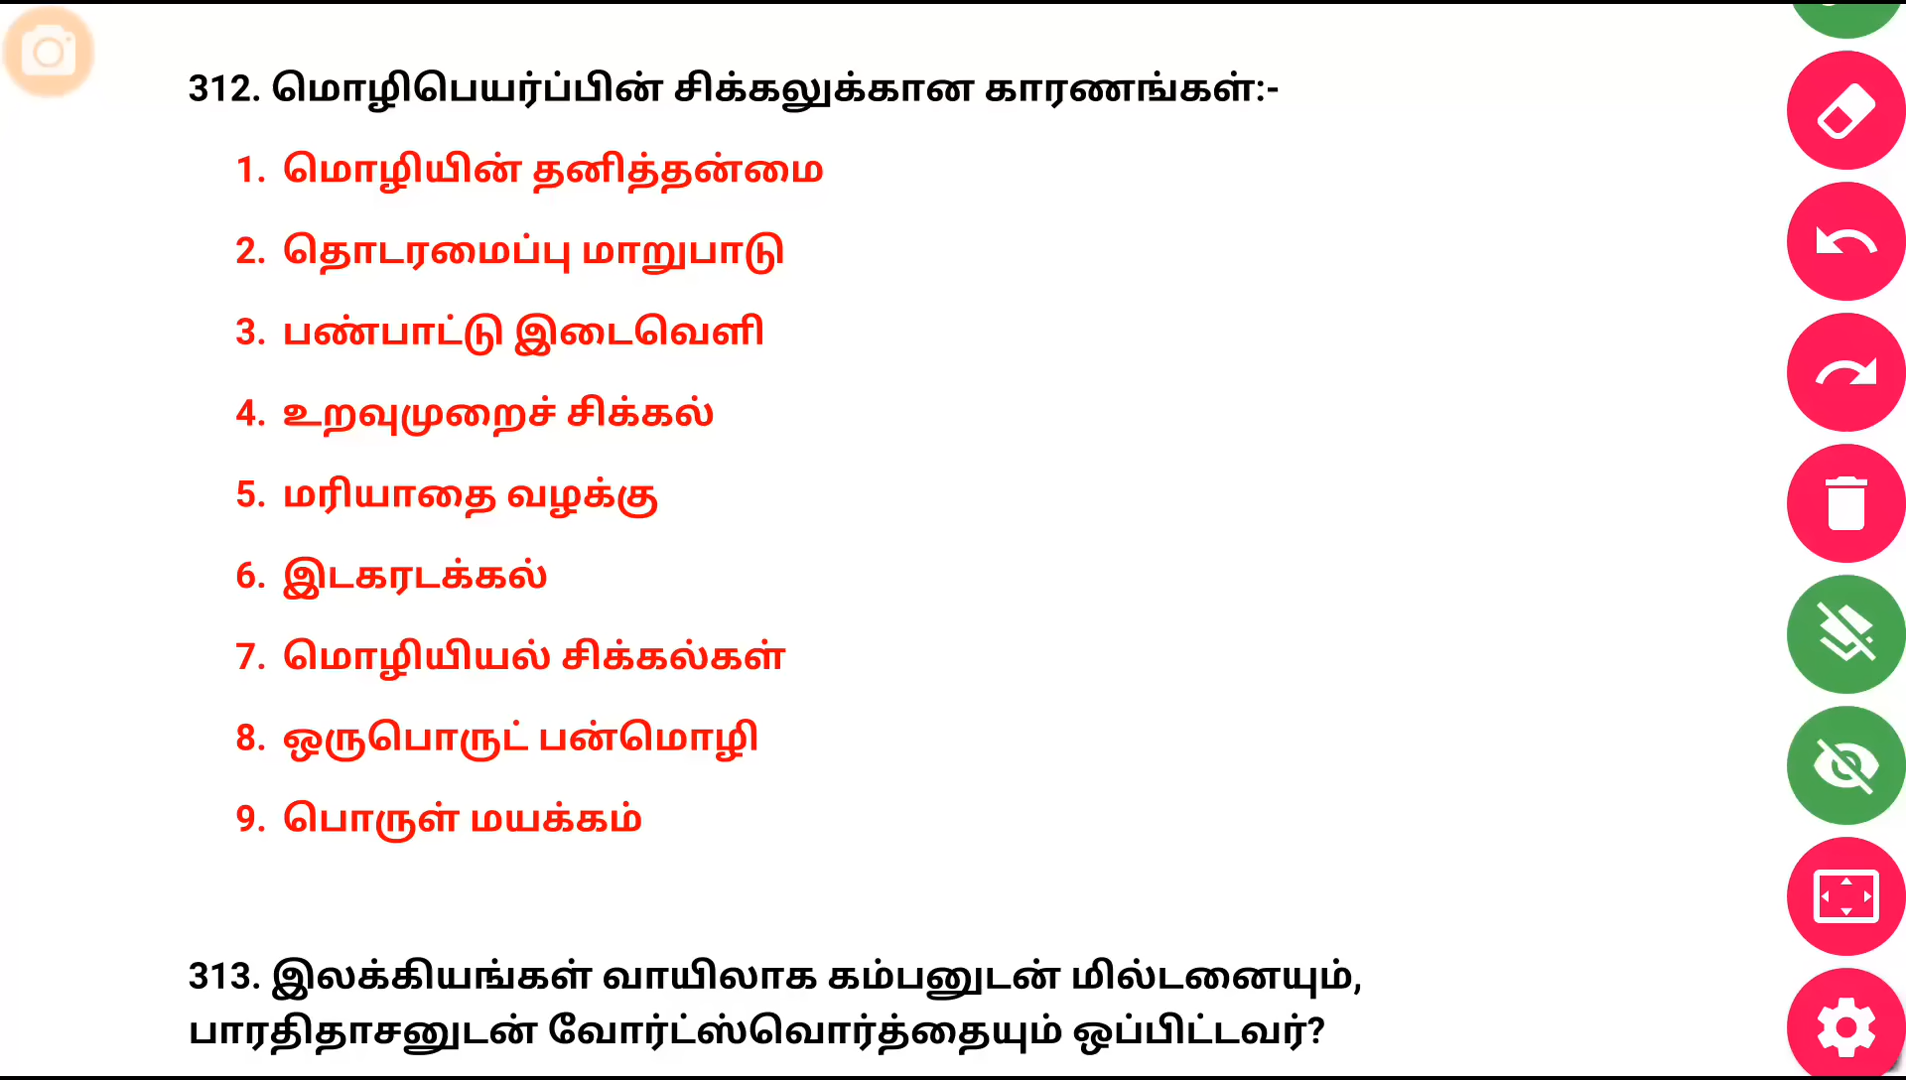 312. மொழிபெயர்ப்பின் சிக்கலுக்கான காரணங்கள்:-
1. மொழியின் தனித்தன்மை
2. தொடரமைப்பு மாறுபாடு
3. பண்பாட்டு இடைவெளி
4. உறவுமுறைச் சிக்கல்
5. மரியாதை வழக்கு
6. இடகரடக்கல்
7. மொழியியல் சிக்கல்கள்
8. ஒருபொருட் பன்மொழி
9. பொருள் மயக்கம்
313. இலக்கியங்கள் வாயிலாக கம்பனுடன் மில்டனையும்,
பாரதிதாசனுடன் வோர்ட்ஸ்வொர்த்தையும் ஒப்பிட்டவர்?